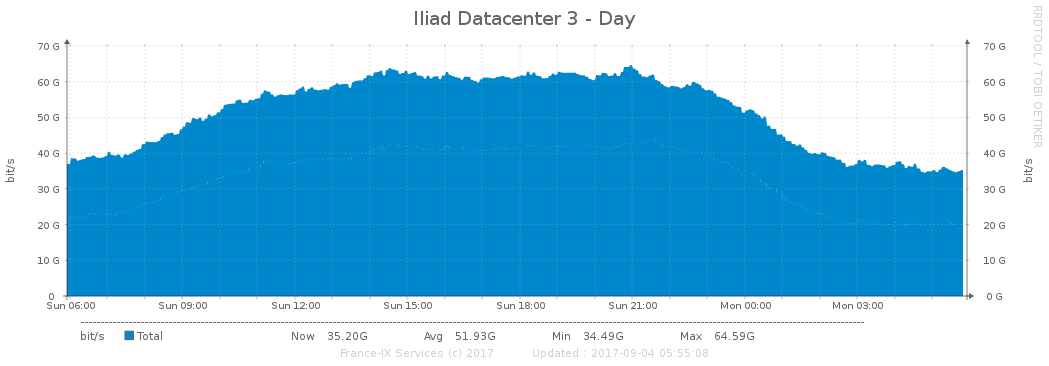 Iliad Datacenter 3 - Day
RRDTOOL / TOBI OETIKER
bit/s
70 G
60 G
50 G
40 G
30 G
20 G
10 G
0
70 G
60 G
50 G
40 G
30 G
20 G
10 G
0 G
bit/s
Sun 06:00 Sun 09:00 Sun 12:00 Sun 15:00 Sun 18:00 Sun 21:00 Mon 00:00 Mon 03:00
bit/s Total Now 35.20G Avg 51.93G Min 34.49G Max 64.59G
France-IX Services (c) 2017 Updated : 2017-09-04 05:55:08